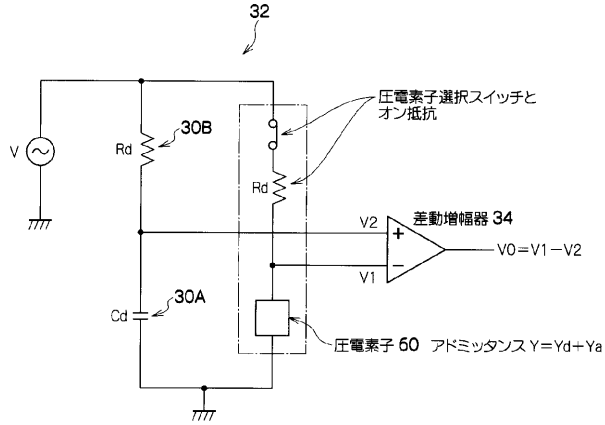 32
圧電素子選択スイッチと
オン抵抗
30B
V
Rd
Rd
差動増幅器 34
V2
+
V0=V1-V2
V1
−
30A
Cd
圧電素子 60 アドミッタンス Y=Yd+Ya